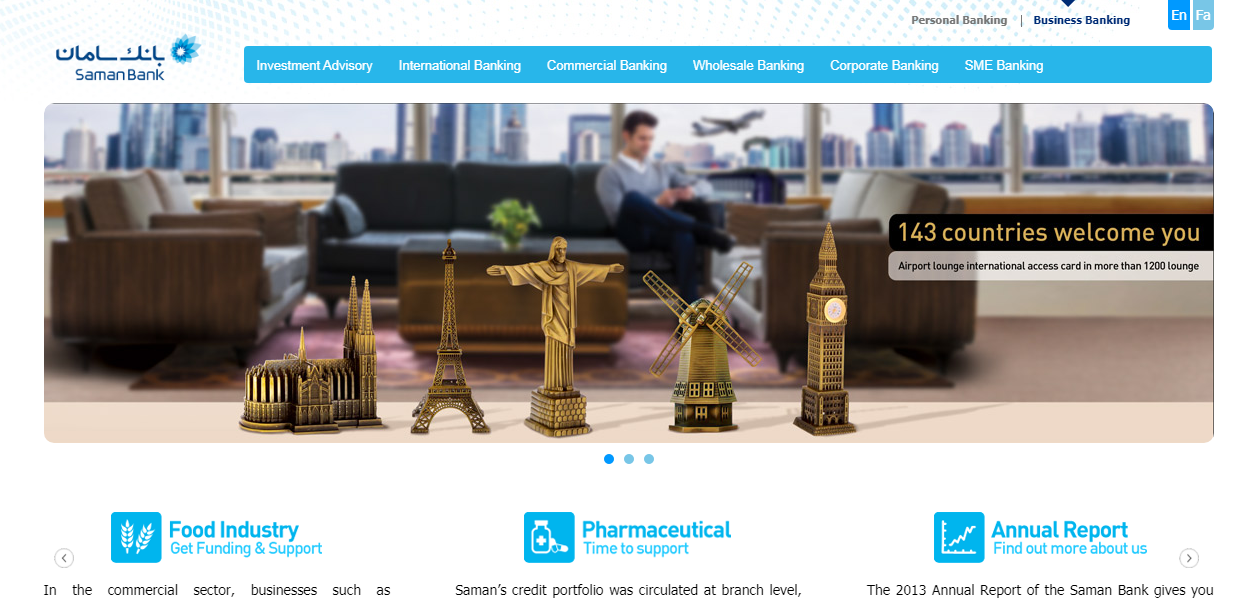 Personal Banking | Business Banking
En Fa
بانك سامان
Saman Bank
Investment Advisory International Banking Commercial Banking Wholesale Banking Corporate Banking SME Banking
143 countries welcome you
Airport lounge international access card in more than 1200 lounge
Food Industry
Get Funding & Support
In the commercial sector, businesses such as
Pharmaceutical
Time to support
Saman’s credit portfolio was circulated at branch level,
Annual Report
Find out more about us
The 2013 Annual Report of the Saman Bank gives you